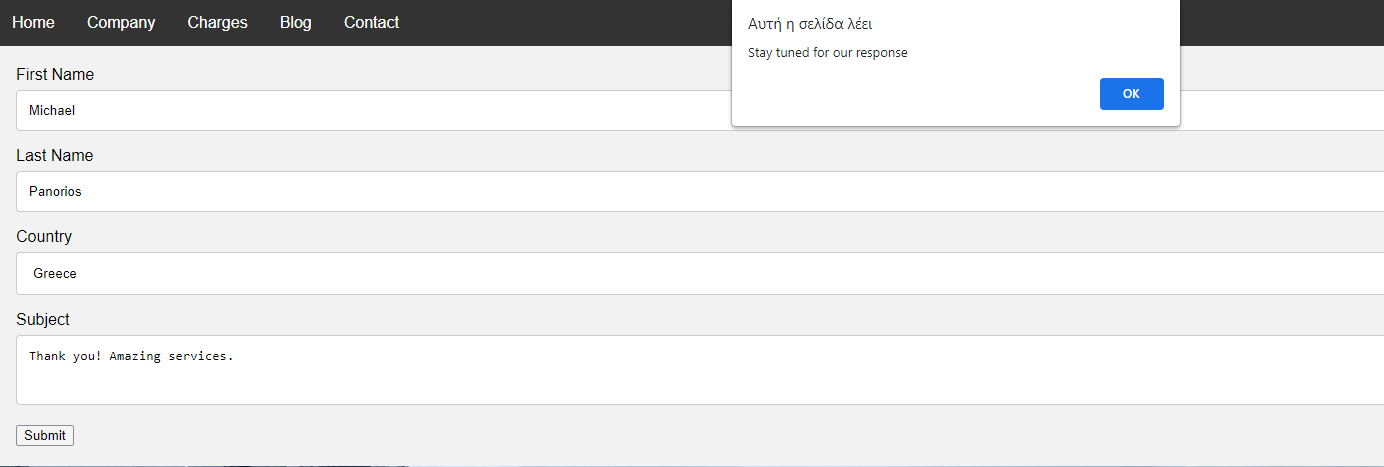 Home Company Charges Blog Contact
Αυτή η σελίδα λέει
Stay tuned for our response
OK
First Name
Michael
Last Name
Panorios
Country
Greece
Subject
Thank you! Amazing services.
Submit